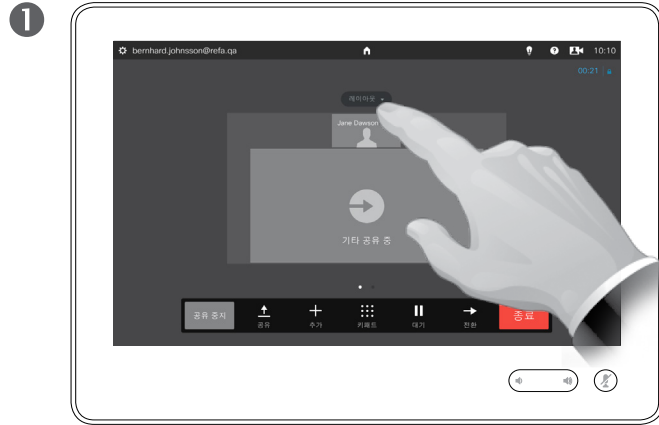 1
bernhard.johnsson@refa.qa
10:10
00:21
레이아웃
Jane Dawson
기타 공유 중
공유 중지
공유
추가
키패드
대기
전환
종료